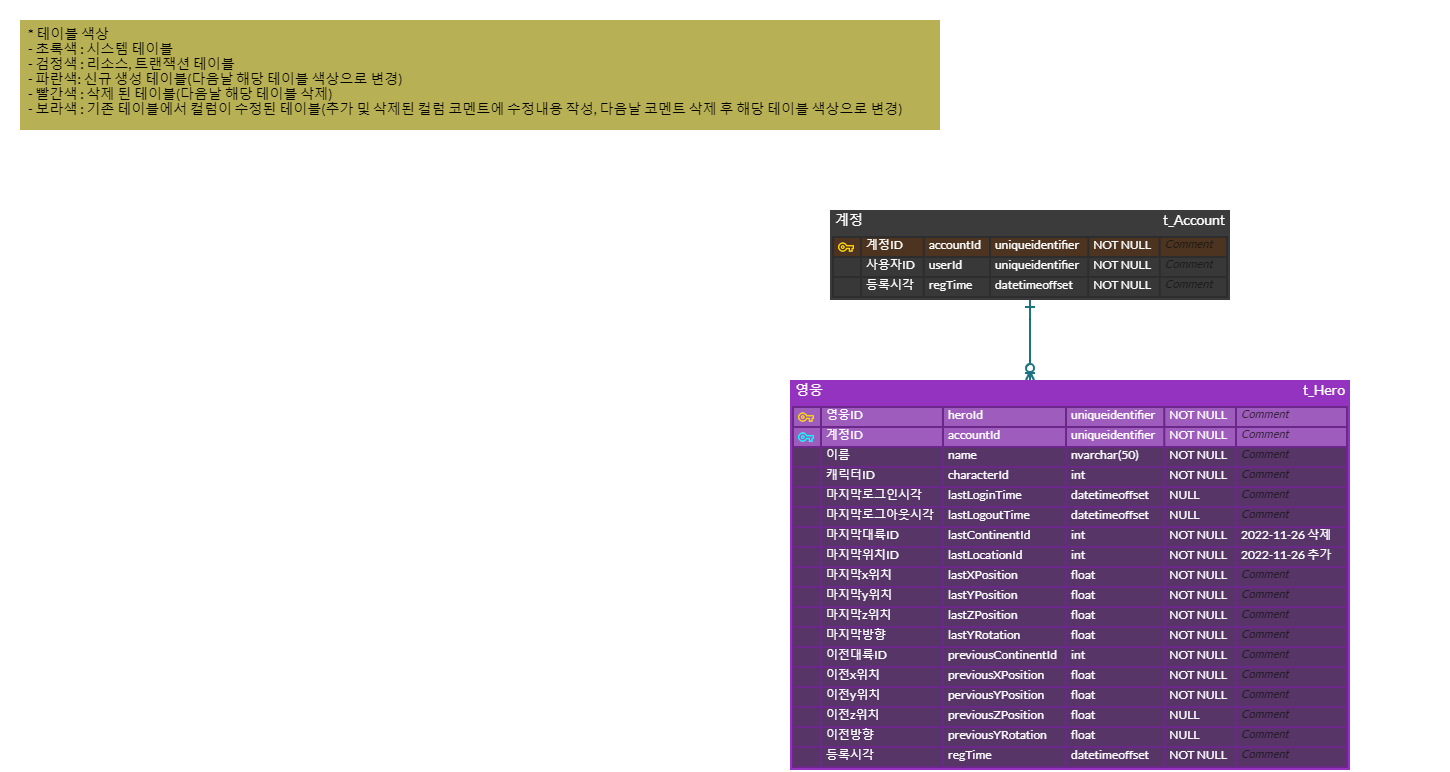 * 테이블 색상
- 초록색 : 시스템 테이블
- 검정색 : 리소스, 트랜잭션 테이블
- 파란색: 신규 생성 테이블(다음날 해당 테이블 색상으로 변경)
- 빨간색 : 삭제 된 테이블(다음날 해당 테이블 삭제)
- 보라색 : 기존 테이블에서 컬럼이 수정된 테이블(추가 및 삭제된 컬럼 코멘트에 수정내용 작성, 다음날 코멘트 삭제 후 해당 테이블 색상으로 변경)
계정 t_Account
계정ID accountId uniqueidentifier NOT NULL Comment
사용자ID userId uniqueidentifier NOT NULL Comment
등록시각 regTime datetimeoffset NOT NULL Comment
영웅 t_Hero
영웅ID heroId uniqueidentifier NOT NULL Comment
계정ID accountId uniqueidentifier NOT NULL Comment
이름 name nvarchar(50) NOT NULL Comment
캐릭터ID characterId int NOT NULL Comment
마지막로그인시각 lastLoginTime datetimeoffset NULL Comment
마지막로그아웃시각 lastLogoutTime datetimeoffset NULL Comment
마지막대륙ID lastContinentId int NOT NULL 2022-11-26 삭제
마지막위치ID lastLocationId int NOT NULL 2022-11-26 추가
마지막x위치 lastXPosition float NOT NULL Comment
마지막y위치 lastYPosition float NOT NULL Comment
마지막z위치 lastZPosition float NOT NULL Comment
마지막방향 lastYRotation float NOT NULL Comment
이전대륙ID previousContinentId int NOT NULL Comment
이전x위치 previousXPosition float NOT NULL Comment
이전y위치 perviousYPosition float NOT NULL Comment
이전z위치 previousZPosition float NULL Comment
이전방향 previousYRotation float NULL Comment
등록시각 regTime datetimeoffset NOT NULL Comment